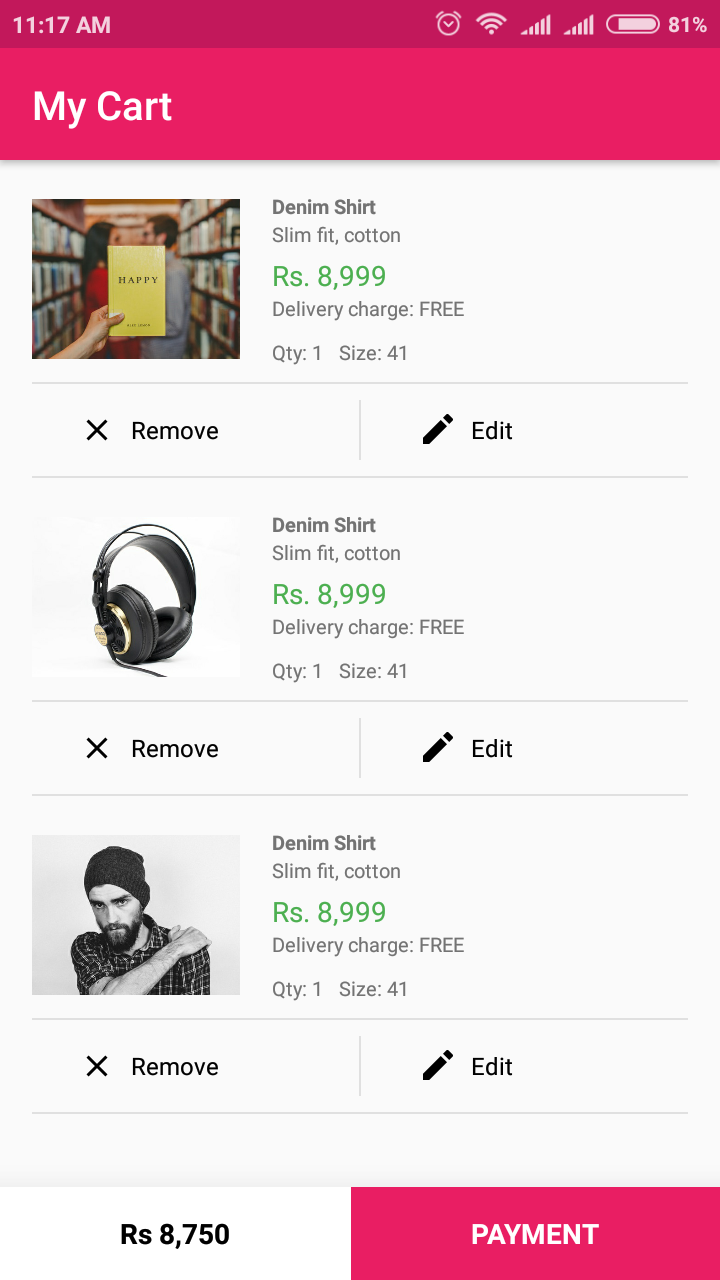 11:17 AM 81%
My Cart
HAPPY
Denim Shirt
Slim fit, cotton
Rs. 8,999
Delivery charge: FREE
Qty: 1 Size: 41
Remove Edit
Denim Shirt
Slim fit, cotton
Rs. 8,999
Delivery charge: FREE
Qty: 1 Size: 41
Remove Edit
Denim Shirt
Slim fit, cotton
Rs. 8,999
Delivery charge: FREE
Qty: 1 Size: 41
Remove Edit
Rs 8,750 PAYMENT